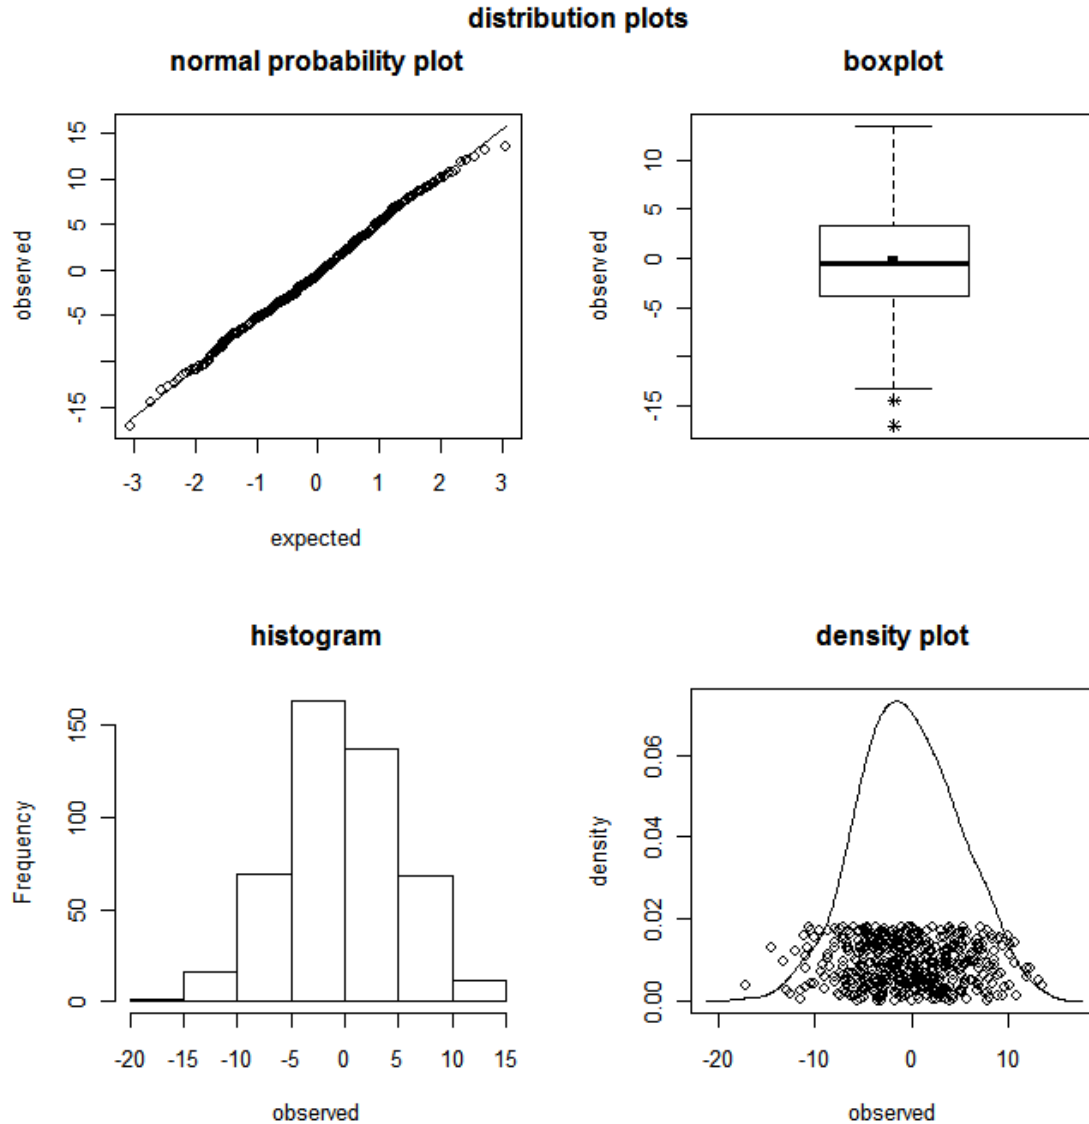 distribution plots
normal probability plot
boxplot
15
10
5
0
-5
-15
observed
-3 -2 -1 0 1 2 3
expected
10
5
0
-5
-15
observed
histogram
density plot
150
100
50
0
Frequency
-20 -15 -10 -5 0 5 10 15
observed
0.06
0.04
0.02
0.00
density
-20 -10 0 10
observed